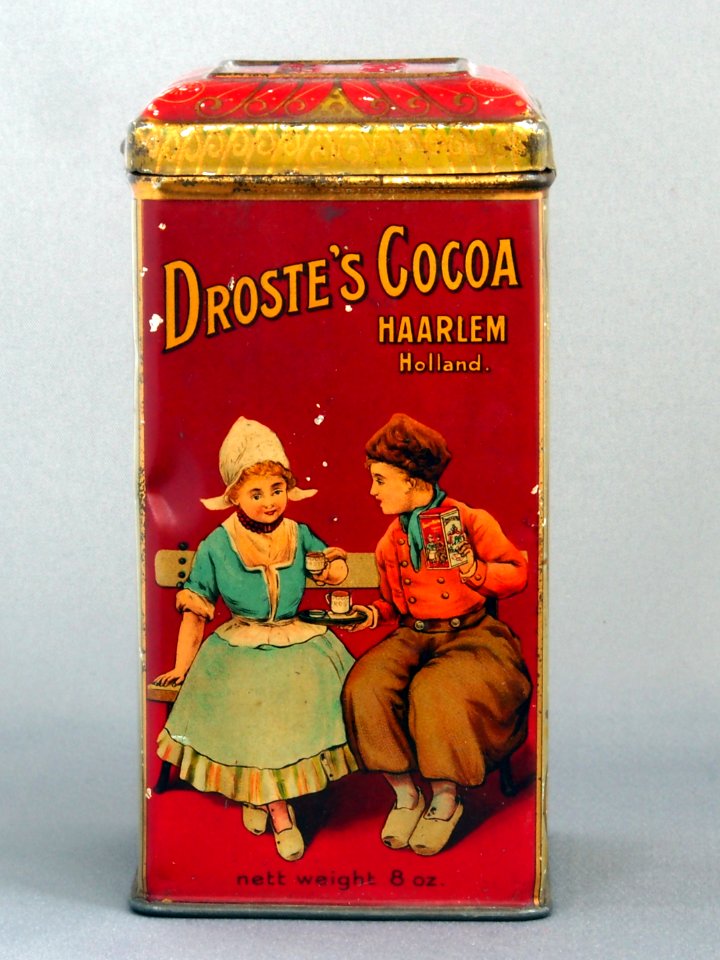 DROSTE'S COCOA
HAARLEM
Holland.
nett weight 8 oz.